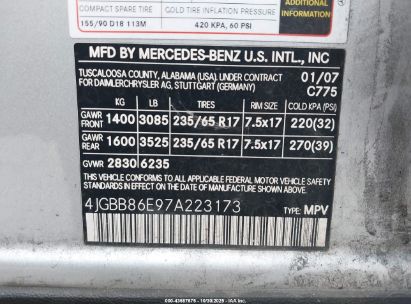 COMPACT SPARE TIRE
COLD TIRE INFLATION PRESSURE
ADDITIONAL
INFORMATION
155/90 D18 113M
420 KPA, 60 PSI
MFD BY MERCEDES-BENZ U.S. INTL., INC
TUSCALOOSA COUNTY, ALABAMA (USA). UNDER CONTRACT
FOR DAIMLERCHRYSLER AG, STUTTGART (GERMANY)
01/07
C775
KG LB TIRES RIM SIZE COLD KPA (PSI)
GAWR FRONT 1400 3085 235/65 R17 7.5x17 220(32)
GAWR REAR 1600 3525 235/65 R17 7.5x17 270(39)
GVWR 2830 6235
THIS VEHICLE CONFORMS TO ALL APPLICABLE FEDERAL MOTOR VEHICLE SAFETY
AND THEFT PREVENTION STANDARDS IN EFFECT ON THE DATE OF MANUFACTURE
SHOWN ABOVE.
4JGBB86E97A223173 TYPE: MPV